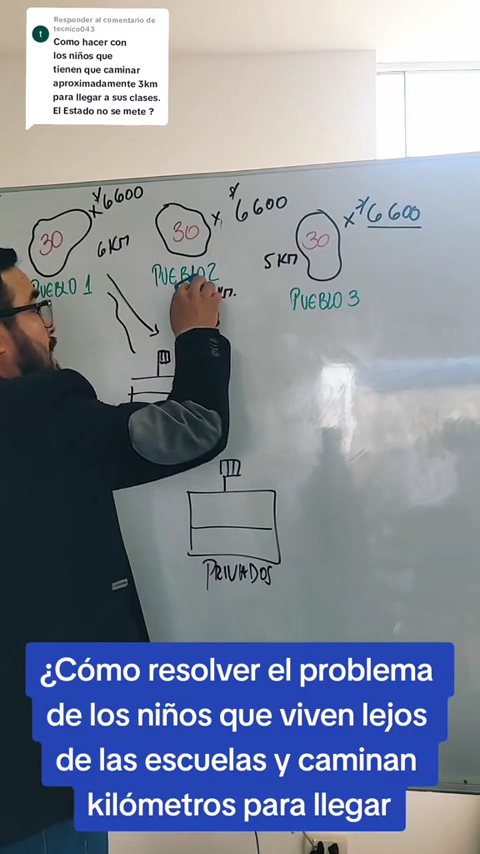 Responder al comentario de
tecnico043
t
Como hacer con
los niños que
tienen que caminar
aproximadamente 3km
para llegar a sus clases.
El Estado no se mete ?
30
x S/6600
PUEBLO 1
6 KM
30
x S/6600
PUEBLO 2
KM.
30
x S/6600
5 KM
PUEBLO 3
PRIVADOS
¿Cómo resolver el problema
de los niños que viven lejos
de las escuelas y caminan
kilómetros para llegar